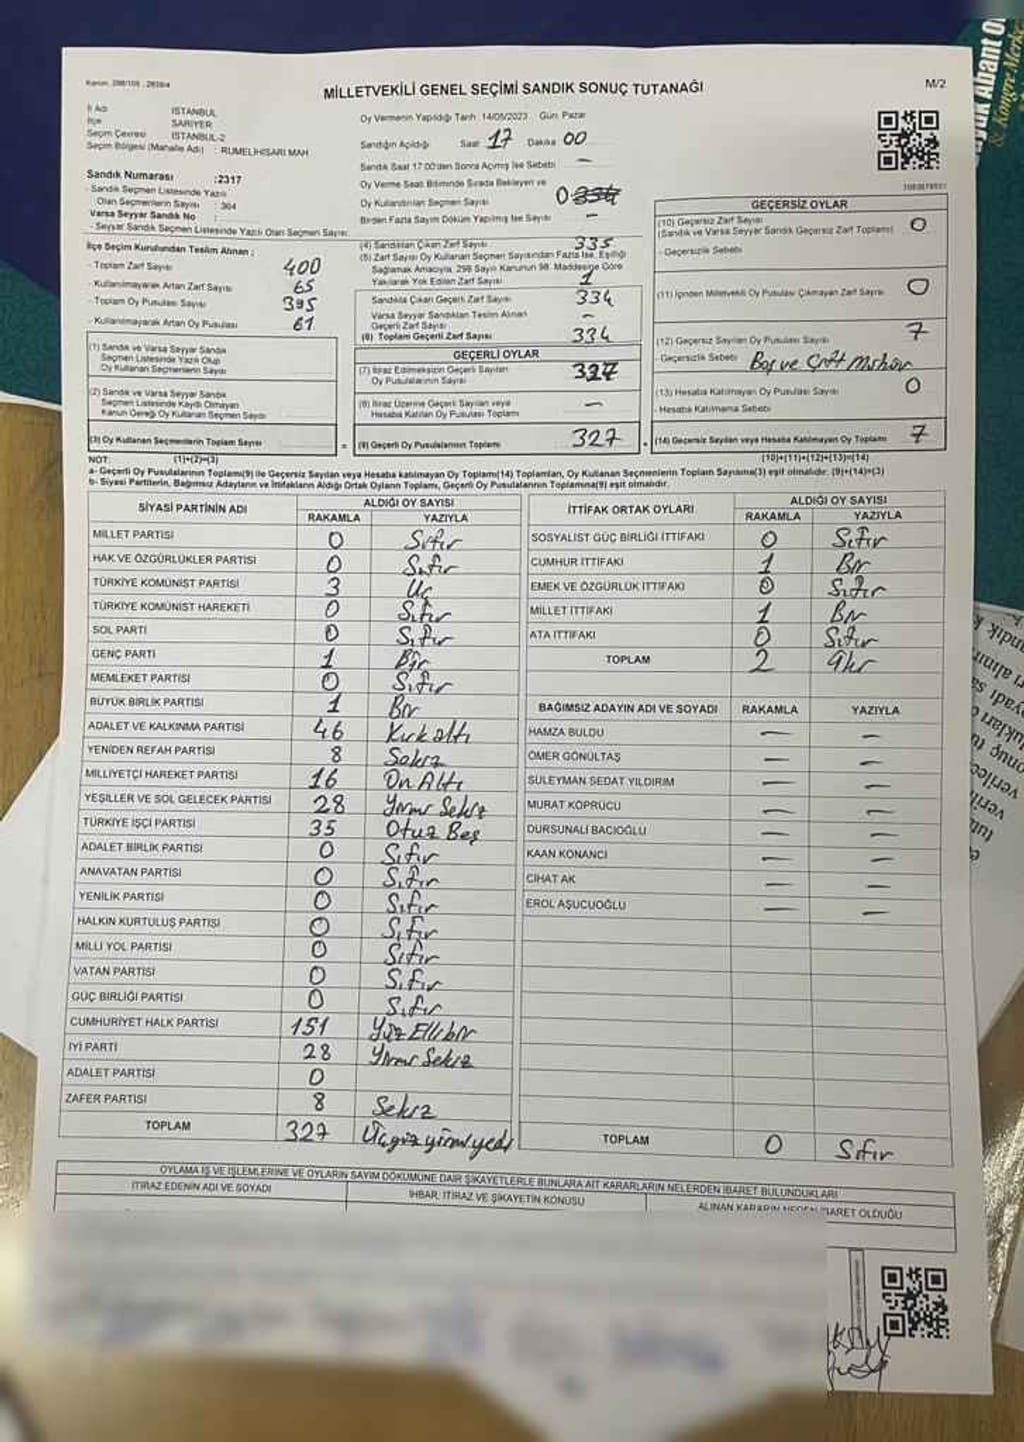 MİLLETVEKİLİ GENEL SEÇİMİ SANDIK SONUÇ TUTANAĞI
M/2
İl Adı : İSTANBUL
İlçe : SARIYER
Seçim Çevresi : İSTANBUL-2
Seçim Bölgesi (Mahalle Adı) : RUMELİHİSARI MAH
Sandık Numarası :2317
- Sandık Seçmen Listesinde Yazılı
Olan Seçmenlerin Sayısı : 364
Varsa Seyyar Sandık No :
- Seyyar Sandık Seçmen Listesinde Yazılı Olan Seçmen Sayısı:
Oy Vermenin Yapıldığı Tarih : 14/05/2023 Gün: Pazar
Sandığın Açıldığı Saat 17 Dakika 00
Sandık Saat 17:00'den Sonra Açılmış İse Sebebi —
Oy Verme Saati Bitiminde Sırada Bekleyen ve
Oy Kullandırılan Seçmen Sayısı 0
Birden Fazla Sayım Döküm Yapılmış İse Sayısı —
İlçe Seçim Kurulundan Teslim Alınan :
- Toplam Zarf Sayısı 400
- Kullanılmayarak Artan Zarf Sayısı 65
- Toplam Oy Pusulası Sayısı 395
- Kullanılmayarak Artan Oy Pusulası 61
(1) Sandık ve Varsa Seyyar Sandık
Seçmen Listesinde Yazılı Olup
Oy Kullanan Seçmenlerin Sayısı
(2) Sandık ve Varsa Seyyar Sandık
Seçmen Listesinde Kaydı Olmayan
Kanun Gereği Oy Kullanan Seçmen Sayısı
(3) Oy Kullanan Seçmenlerin Toplam Sayısı
(1)+(2)=(3)
(4) Sandıktan Çıkan Zarf Sayısı 335
(5) Zarf Sayısı Oy Kullanan Seçmen Sayısından Fazla İse, Eşitliği
Sağlamak Amacıyla, 298 Sayılı Kanunun 98. Maddesine Göre
Yakılarak Yok Edilen Zarf Sayısı 1
Sandıkta Çıkan Geçerli Zarf Sayısı 334
Varsa Seyyar Sandıktan Teslim Alınan
Geçerli Zarf Sayısı —
(6) Toplam Geçerli Zarf Sayısı 334
GEÇERLİ OYLAR
(7) İtiraz Edilmeksizin Geçerli Sayılan
Oy Pusulalarının Sayısı 327
(8) İtiraz Üzerine Geçerli Sayılan veya
Hesaba Katılan Oy Pusulası Toplamı —
= (9) Geçerli Oy Pusulalarının Toplamı 327
GEÇERSİZ OYLAR
(10) Geçersiz Zarf Sayısı 0
(Sandık ve Varsa Seyyar Sandık Geçersiz Zarf Toplamı)
- Geçersizlik Sebebi
(11) İçinden Milletvekili Oy Pusulası Çıkmayan Zarf Sayısı 0
(12) Geçersiz Sayılan Oy Pusulası Sayısı 7
- Geçersizlik Sebebi Boş ve Çift Mühür
(13) Hesaba Katılmayan Oy Pusulası Sayısı 0
- Hesaba Katılmama Sebebi
(14) Geçersiz Sayılan veya Hesaba Katılmayan Oy Toplamı 7
(10)+(11)+(12)+(13)=(14)
NOT:
a- Geçerli Oy Pusulalarının Toplamı(9) ile Geçersiz Sayılan veya Hesaba katılmayan Oy Toplamı(14) Toplamları, Oy Kullanan Seçmenlerin Toplam Sayısına(3) eşit olmalıdır. (9)+(14)=(3)
b- Siyasi Partilerin, Bağımsız Adayların ve İttifakların Aldığı Ortak Oyların Toplamı, Geçerli Oy Pusulalarının Toplamına(9) eşit olmalıdır.
SİYASİ PARTİNİN ADI ALDIĞI OY SAYISI
RAKAMLA YAZIYLA
MİLLET PARTİSİ 0 Sıfır
HAK VE ÖZGÜRLÜKLER PARTİSİ 0 Sıfır
TÜRKİYE KOMÜNİST PARTİSİ 3 Üç
TÜRKİYE KOMÜNİST HAREKETİ 0 Sıfır
SOL PARTİ 0 Sıfır
GENÇ PARTİ 1 Bir
MEMLEKET PARTİSİ 0 Sıfır
BÜYÜK BİRLİK PARTİSİ 1 Bir
ADALET VE KALKINMA PARTİSİ 46 Kırkaltı
YENİDEN REFAH PARTİSİ 8 Sekiz
MİLLİYETÇİ HAREKET PARTİSİ 16 On Altı
YEŞİLLER VE SOL GELECEK PARTİSİ 28 Yirmi Sekiz
TÜRKİYE İŞÇİ PARTİSİ 35 Otuz Beş
ADALET BİRLİK PARTİSİ 0 Sıfır
ANAVATAN PARTİSİ 0 Sıfır
YENİLİK PARTİSİ 0 Sıfır
HALKIN KURTULUŞ PARTİSİ 0 Sıfır
MİLLİ YOL PARTİSİ 0 Sıfır
VATAN PARTİSİ 0 Sıfır
GÜÇ BİRLİĞİ PARTİSİ 0 Sıfır
CUMHURİYET HALK PARTİSİ 151 Yüz Ellibir
İYİ PARTİ 28 Yirmi Sekiz
ADALET PARTİSİ 0
ZAFER PARTİSİ 8 Sekiz
TOPLAM 327 Üçyüzyirmiyedi
İTTİFAK ORTAK OYLARI ALDIĞI OY SAYISI
RAKAMLA YAZIYLA
SOSYALİST GÜÇ BİRLİĞİ İTTİFAKI 0 Sıfır
CUMHUR İTTİFAKI 1 Bir
EMEK VE ÖZGÜRLÜK İTTİFAKI 0 Sıfır
MİLLET İTTİFAKI 1 Bir
ATA İTTİFAKI 0 Sıfır
TOPLAM 2
BAĞIMSIZ ADAYIN ADI VE SOYADI RAKAMLA YAZIYLA
HAMZA BULDU — —
ÖMER GÖNÜLTAŞ — —
SÜLEYMAN SEDAT YILDIRIM — —
MURAT KÖPRÜCÜ — —
DURSUNALİ BACIOĞLU — —
KAAN KONANCI — —
CİHAT AK — —
EROL AŞUCUOĞLU — —
TOPLAM 0 Sıfır
OYLAMA İŞ VE İŞLEMLERİNE VE OYLARIN SAYIM DÖKÜMÜNE DAİR ŞİKAYETLERLE BUNLARA AİT KARARLARIN NELERDEN İBARET BULUNDUKLARI
İTİRAZ EDENİN ADI VE SOYADI İHBAR, İTİRAZ VE ŞİKAYETİN KONUSU ALINAN KARARIN NEDEN İBARET OLDUĞU